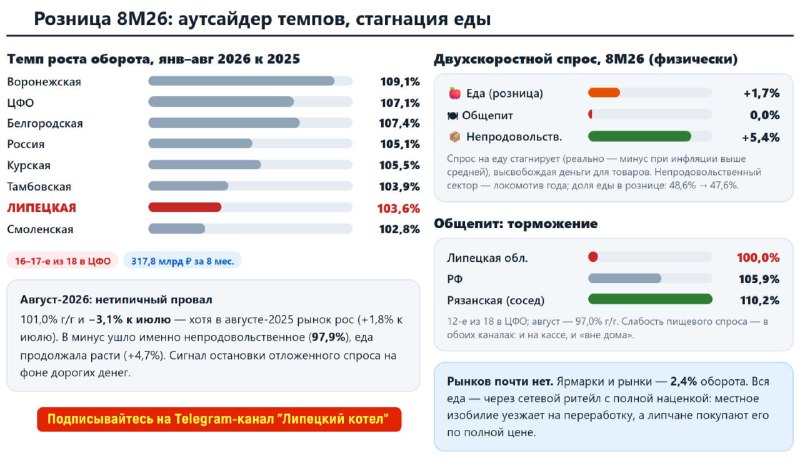 Розница 8М26: аутсайдер темпов, стагнация еды
Темп роста оборота, янв–авг 2026 к 2025
Воронежская 109,1%
ЦФО 107,1%
Белгородская 107,4%
Россия 105,1%
Курская 105,5%
Тамбовская 103,9%
ЛИПЕЦКАЯ 103,6%
Смоленская 102,8%
16–17-е из 18 в ЦФО
317,8 млрд ₽ за 8 мес.
Август-2026: нетипичный провал
101,0% г/г и −3,1% к июлю — хотя в августе-2025 рынок рос (+1,8% к
июлю). В минус ушло именно непродовольственное (97,9%), еда
продолжала расти (+4,7%). Сигнал остановки отложенного спроса на
фоне дорогих денег.
Подписывайтесь на Telegram-канал "Липецкий котел"
Двухскоростной спрос, 8М26 (физически)
Еда (розница) +1,7%
Общепит 0,0%
Непродовольств. +5,4%
Спрос на еду стагнирует (реально — минус при инфляции выше
средней), высвобождая деньги для товаров. Непродовольственный
сектор — локомотив года; доля еды в рознице: 48,6% → 47,6%.
Общепит: торможение
Липецкая обл. 100,0%
РФ 105,9%
Рязанская (сосед) 110,2%
12-е из 18 в ЦФО; август — 97,0% г/г. Слабость пищевого спроса — в
обоих каналах: и на кассе, и «вне дома».
Рынков почти нет. Ярмарки и рынки — 2,4% оборота. Вся
еда — через сетевой ритейл с полной наценкой: местное
изобилие уезжает на переработку, а липчане покупают его
по полной цене.